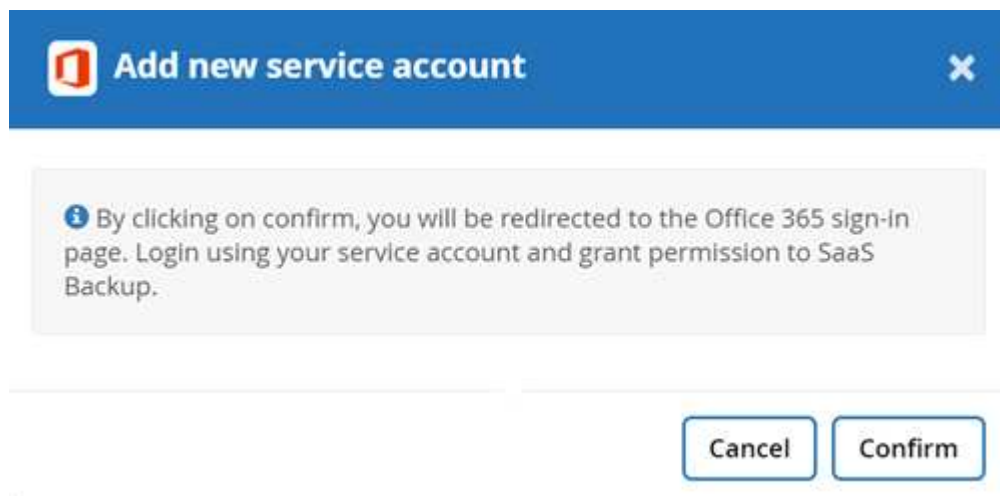 Add new service account
By clicking on confirm, you will be redirected to the Office 365 sign-in
page. Login using your service account and grant permission to SaaS
Backup.
Cancel Confirm